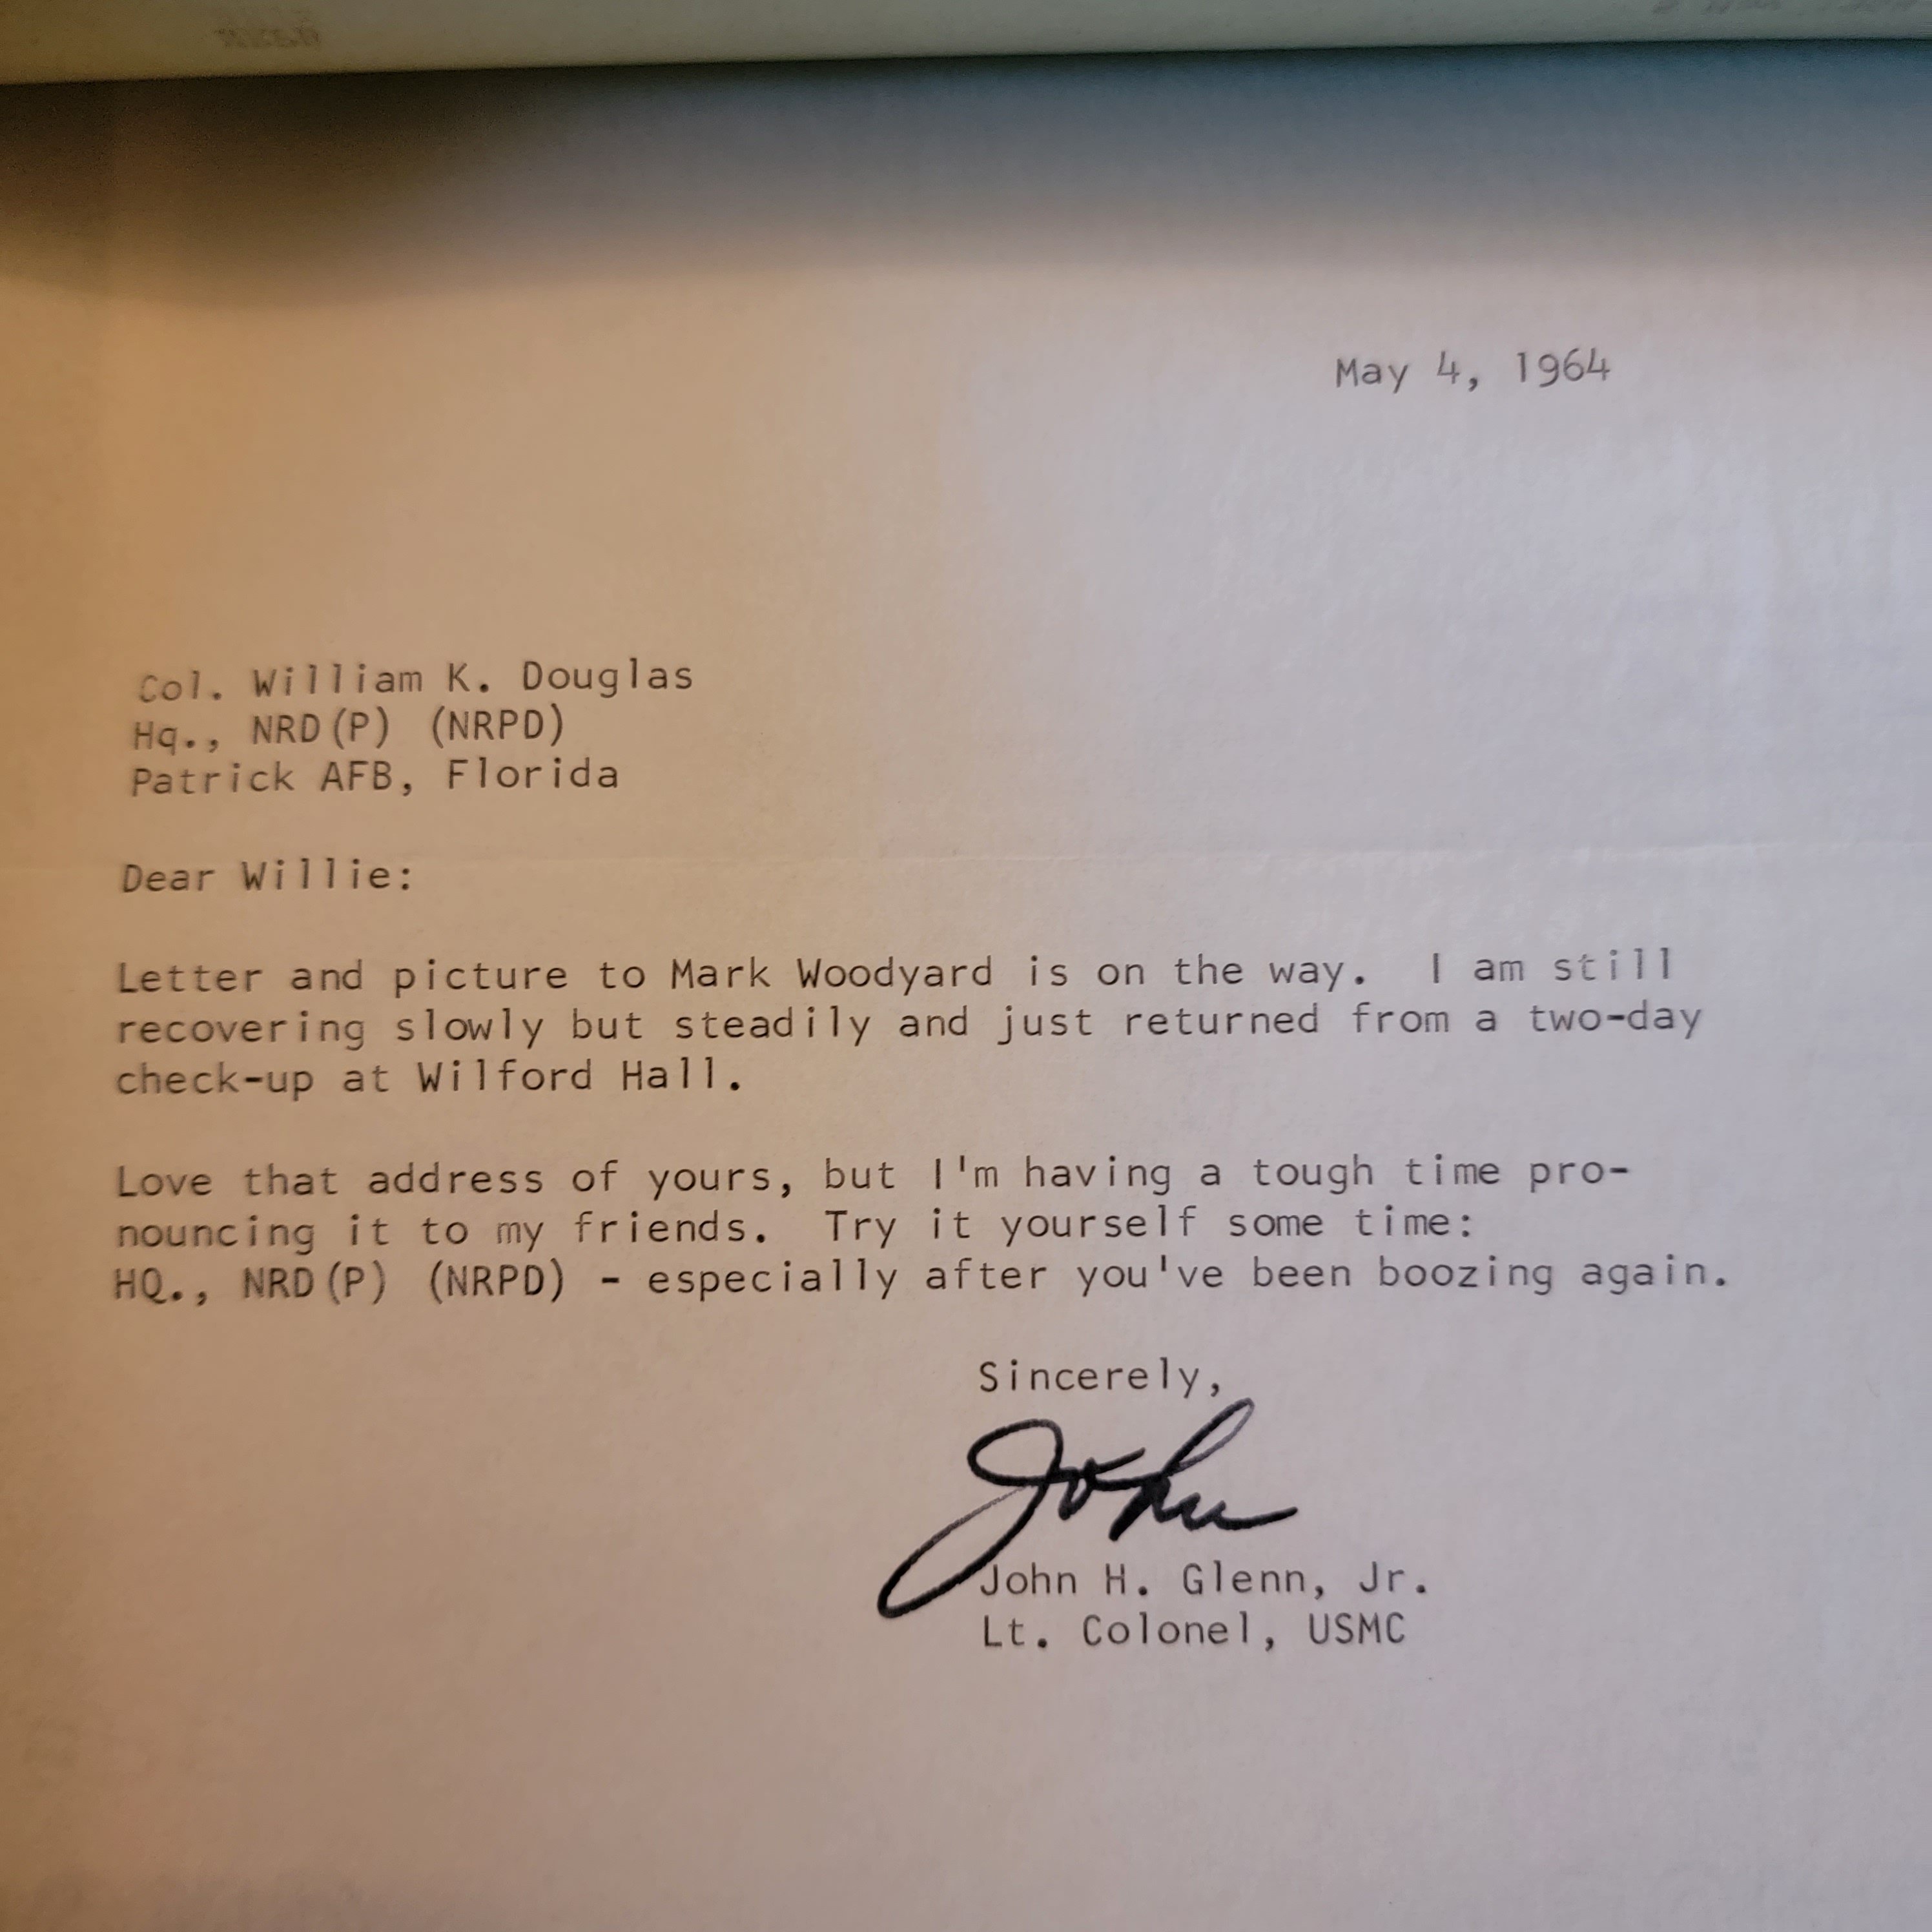 May 4, 1964
Col. William K. Douglas
Hq., NRD(P) (NRPD)
Patrick AFB, Florida
Dear Willie:
Letter and picture to Mark Woodyard is on the way. I am still
recovering slowly but steadily and just returned from a two-day
check-up at Wilford Hall.
Love that address of yours, but I'm having a tough time pro-
nouncing it to my friends. Try it yourself some time:
HQ., NRD(P) (NRPD) - especially after you've been boozing again.
Sincerely,
John
John H. Glenn, Jr.
Lt. Colonel, USMC